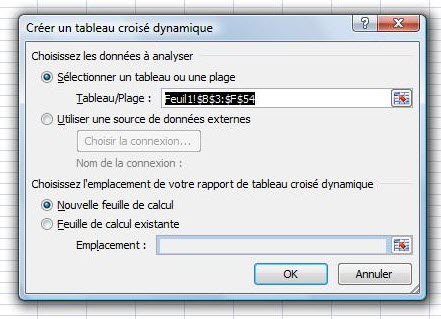 Créer un tableau croisé dynamique
Choisissez les données à analyser
Sélectionner un tableau ou une plage
Tableau/Plage : Feuil1!$B$3:$F$54
Utiliser une source de données externes
Choisir la connexion...
Nom de la connexion :
Choisissez l'emplacement de votre rapport de tableau croisé dynamique
Nouvelle feuille de calcul
Feuille de calcul existante
Emplacement :
OK Annuler